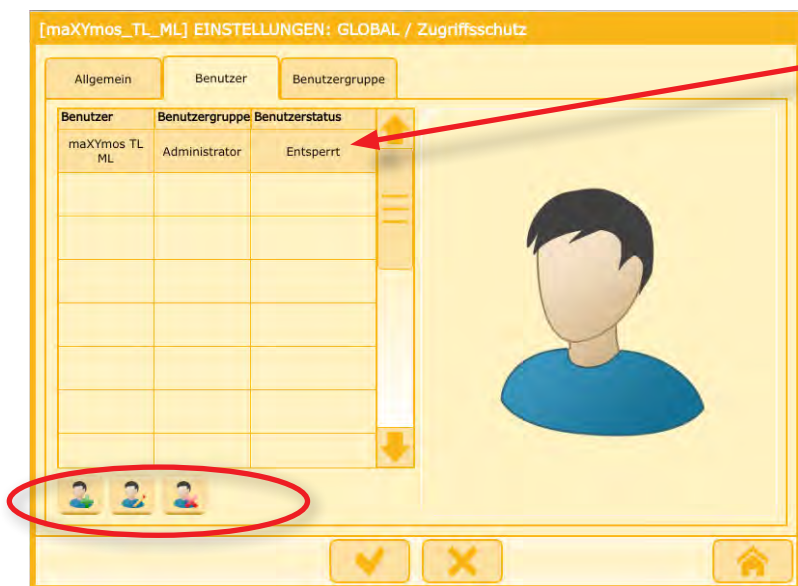 [maXYmos_TL_ML] EINSTELLUNGEN: GLOBAL / Zugriffsschutz
Allgemein Benutzer Benutzergruppe
Benutzer Benutzergruppe Benutzerstatus
maXYmos TL Administrator Entsperrt
ML